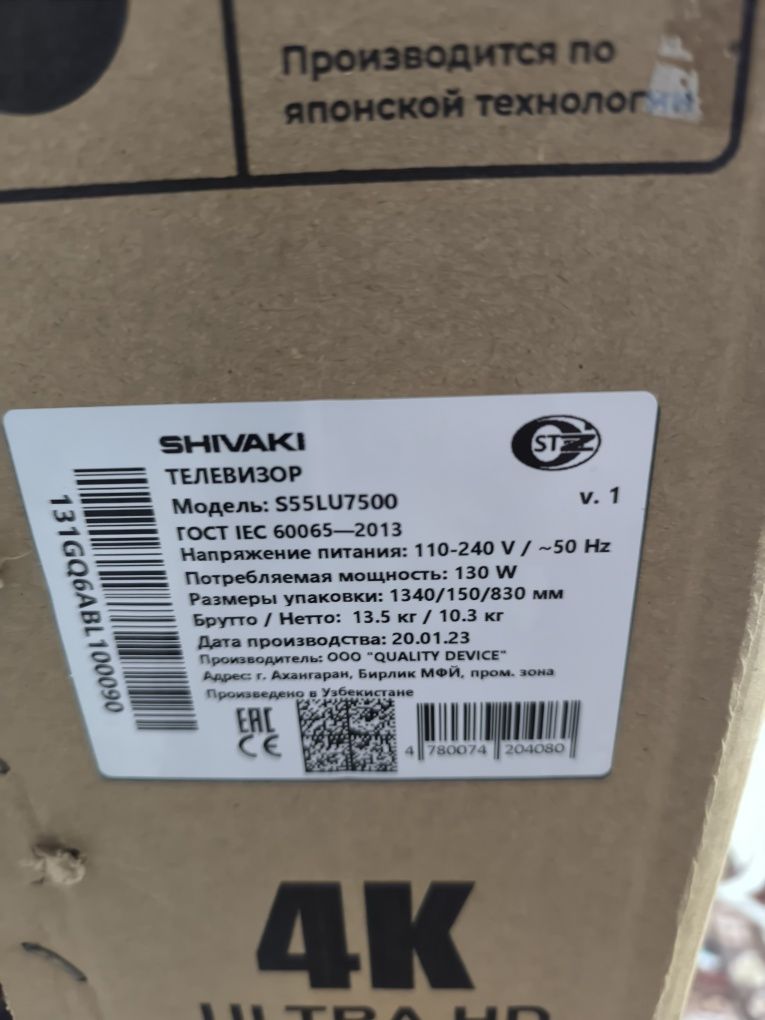 Производится по
японской технологии
SHIVAKI
STZ
ТЕЛЕВИЗОР
Модель: S55LU7500
v. 1
ГОСТ IEC 60065—2013
Напряжение питания: 110-240 V / ~50 Hz
Потребляемая мощность: 130 W
Размеры упаковки: 1340/150/830 мм
Брутто / Нетто: 13.5 кг / 10.3 кг
Дата производства: 20.01.23
Производитель: ООО "QUALITY DEVICE"
Адрес: г. Ахангаран, Бирлик МФЙ, пром. зона
Произведено в Узбекистане
131GQ6ABL100090
EAC
CE
4 780074 204080
4K
ULTRA HD